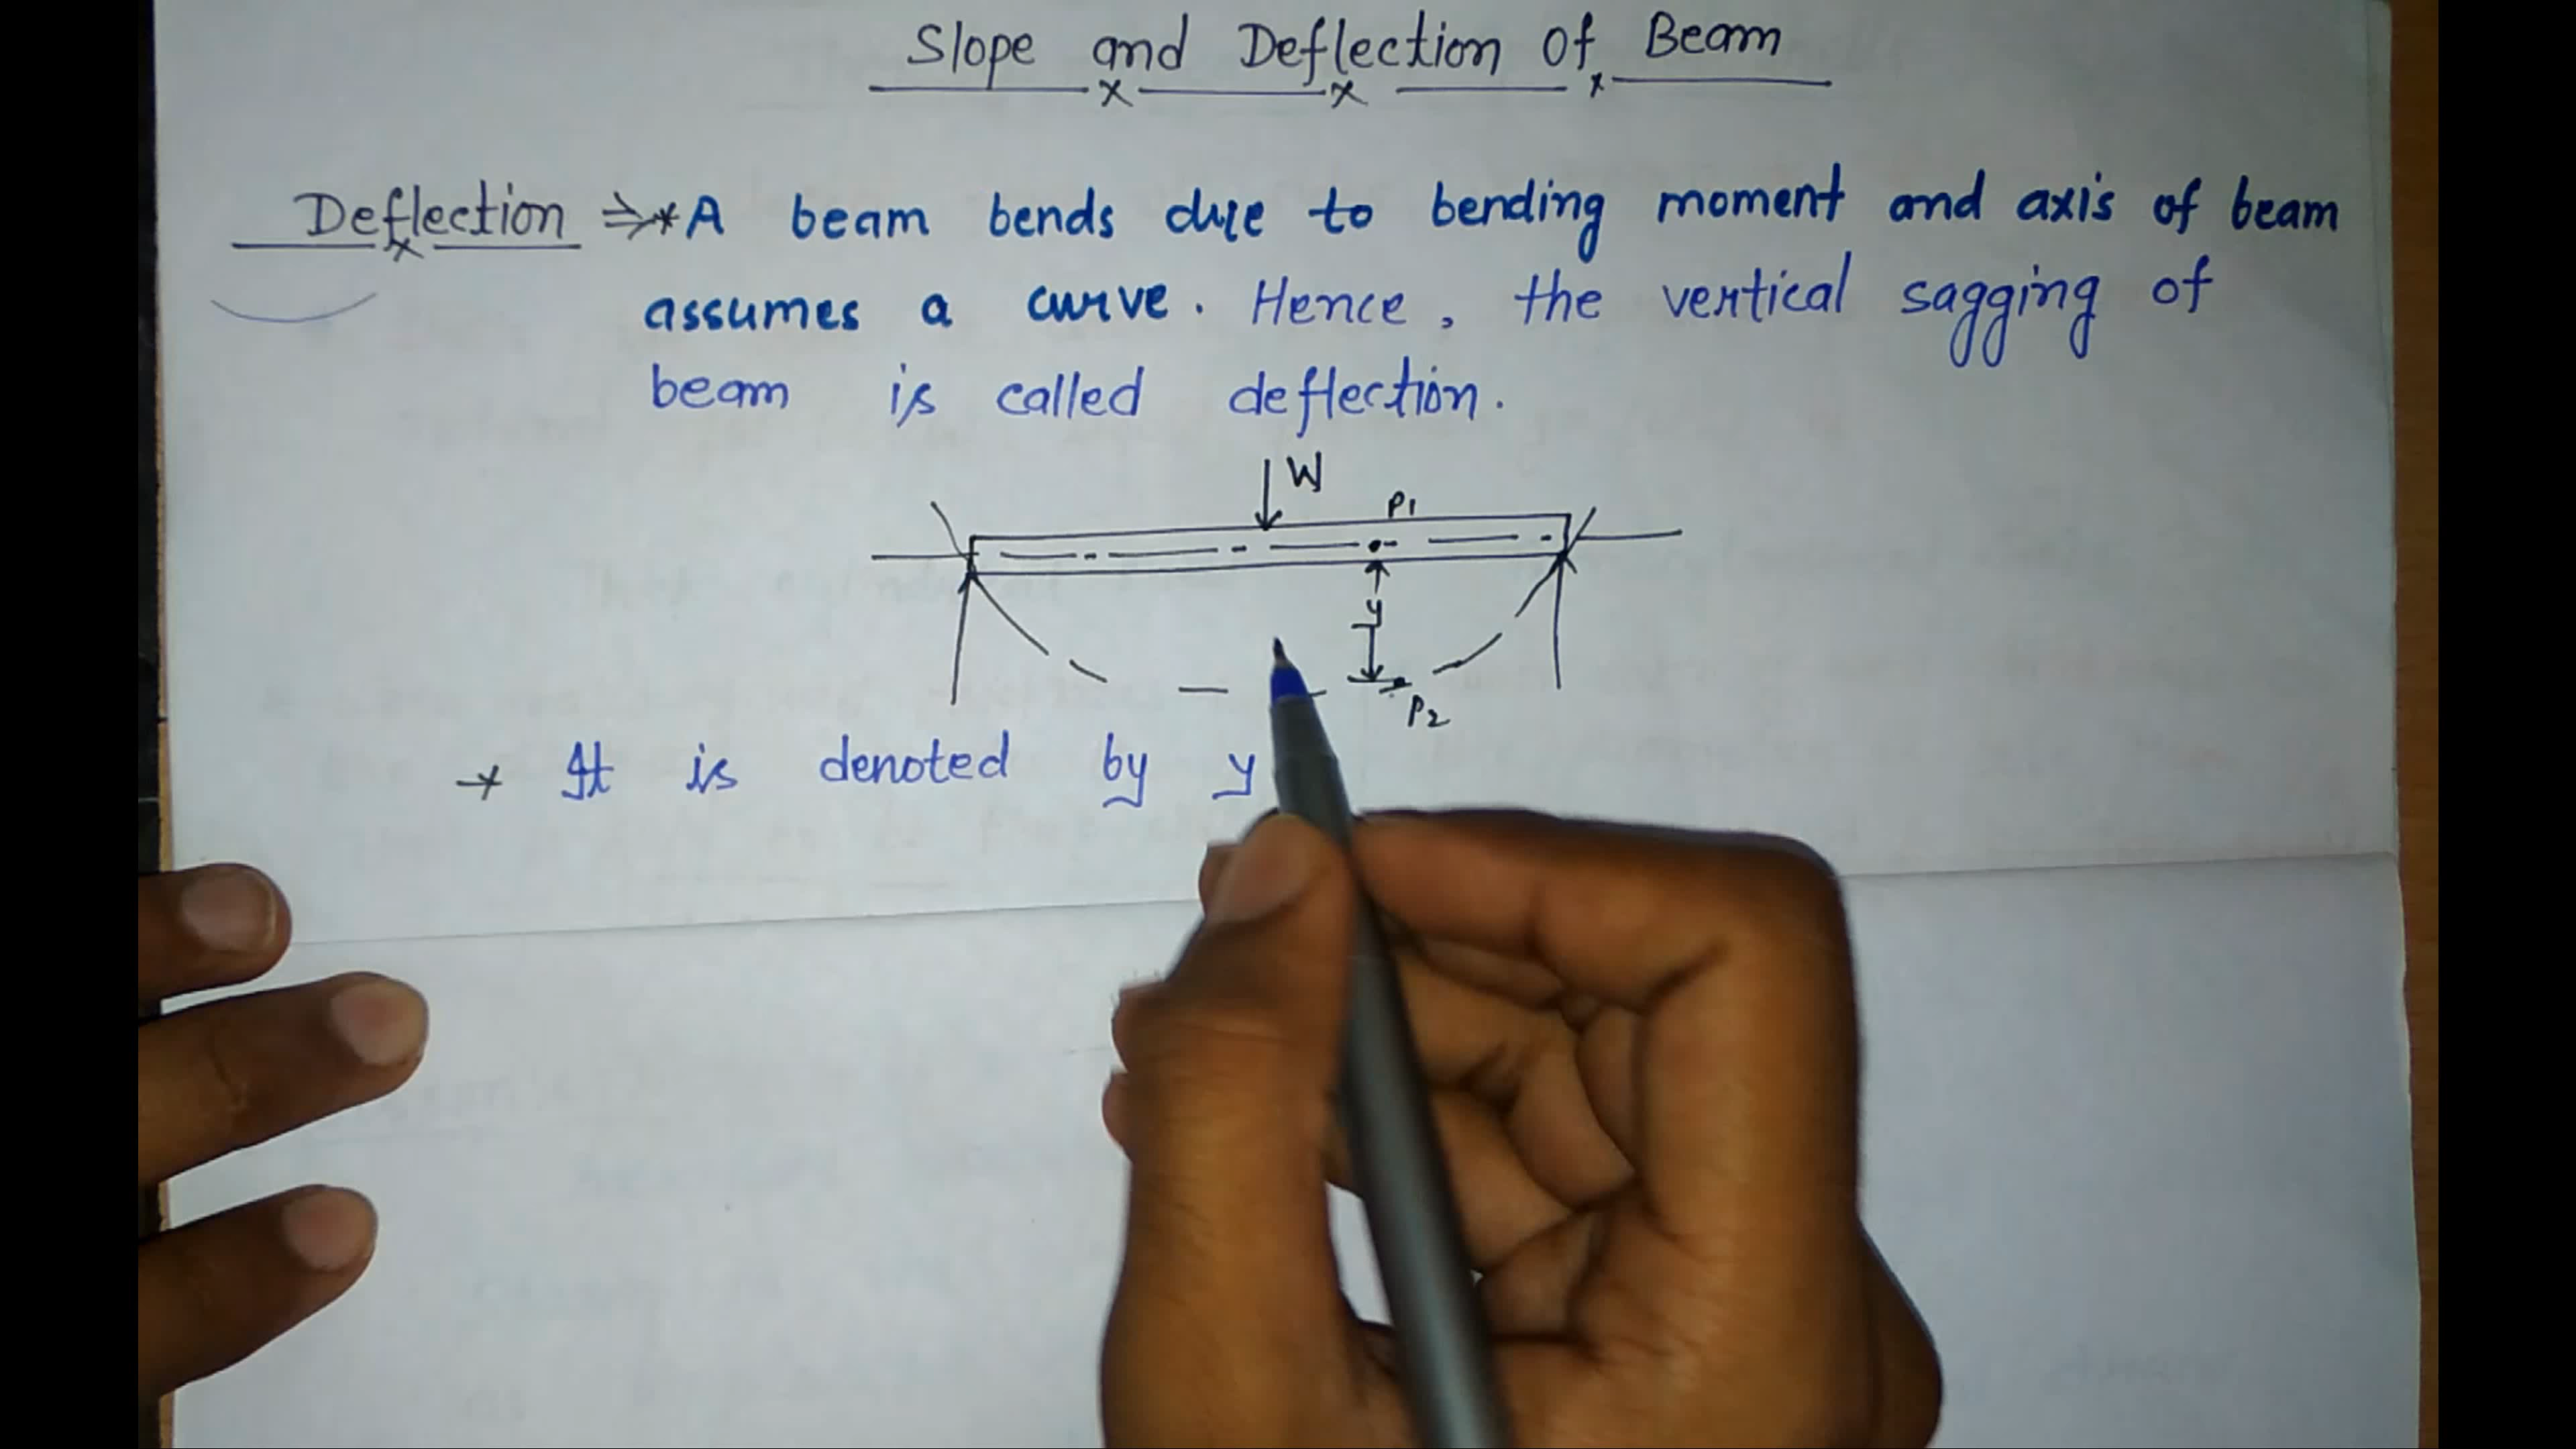 Slope and Deflection Of Beam
Deflection ⇒ * A beam bends due to bending moment and axis of beam
assumes a curve. Hence, the vertical sagging of
beam is called deflection.
W
P1
y
P2
* It is denoted by y